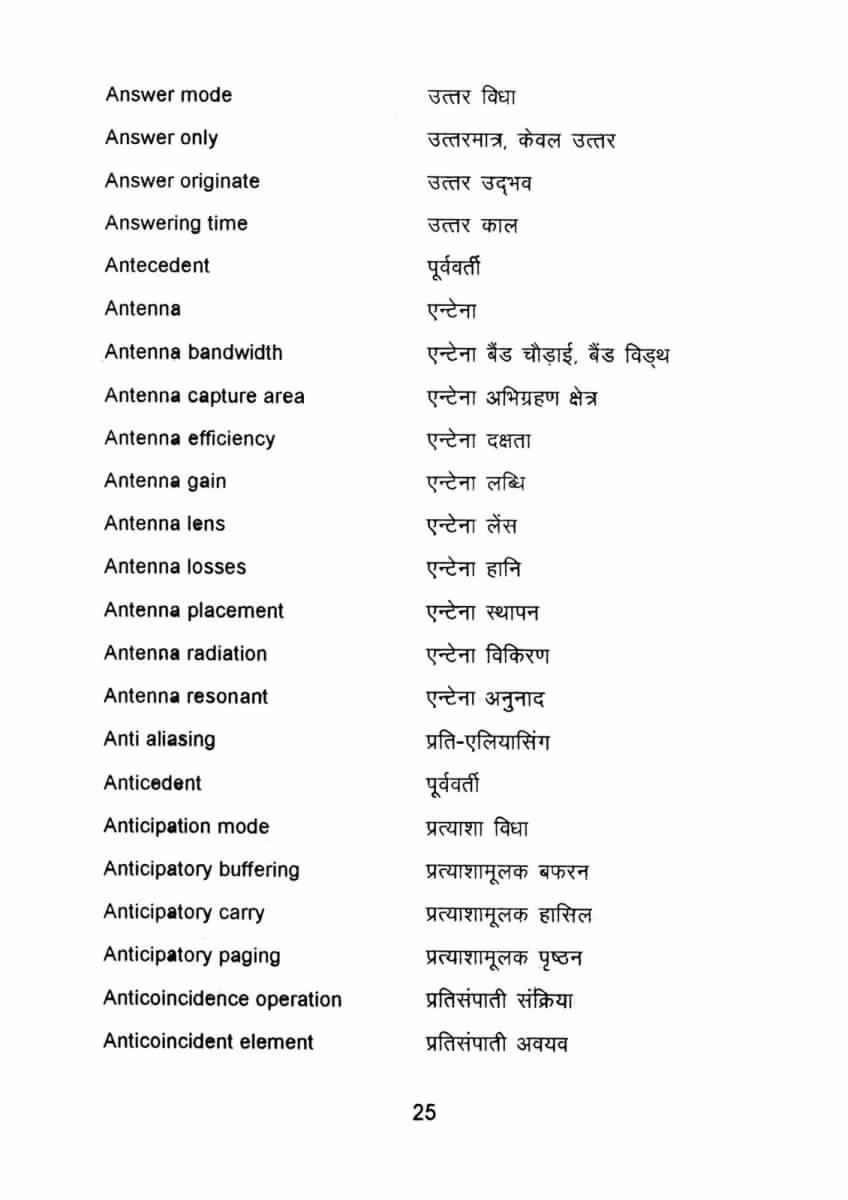 Answer mode उत्तर विधा
Answer only उत्तरमात्र, केवल उत्तर
Answer originate उत्तर उद्‌भव
Answering time उत्तर काल
Antecedent पूर्ववर्ती
Antenna एन्टेना
Antenna bandwidth एन्टेना बैंड चौड़ाई, बैंड विड्थ
Antenna capture area एन्टेना अभिग्रहण क्षेत्र
Antenna efficiency एन्टेना दक्षता
Antenna gain एन्टेना लब्धि
Antenna lens एन्टेना लेंस
Antenna losses एन्टेना हानि
Antenna placement एन्टेना स्थापन
Antenna radiation एन्टेना विकिरण
Antenna resonant एन्टेना अनुनाद
Anti aliasing प्रति-एलियासिंग
Anticedent पूर्ववर्ती
Anticipation mode प्रत्याशा विधा
Anticipatory buffering प्रत्याशामूलक बफरन
Anticipatory carry प्रत्याशामूलक हासिल
Anticipatory paging प्रत्याशामूलक पृष्ठन
Anticoincidence operation प्रतिसंपाती संक्रिया
Anticoincident element प्रतिसंपाती अवयव
25